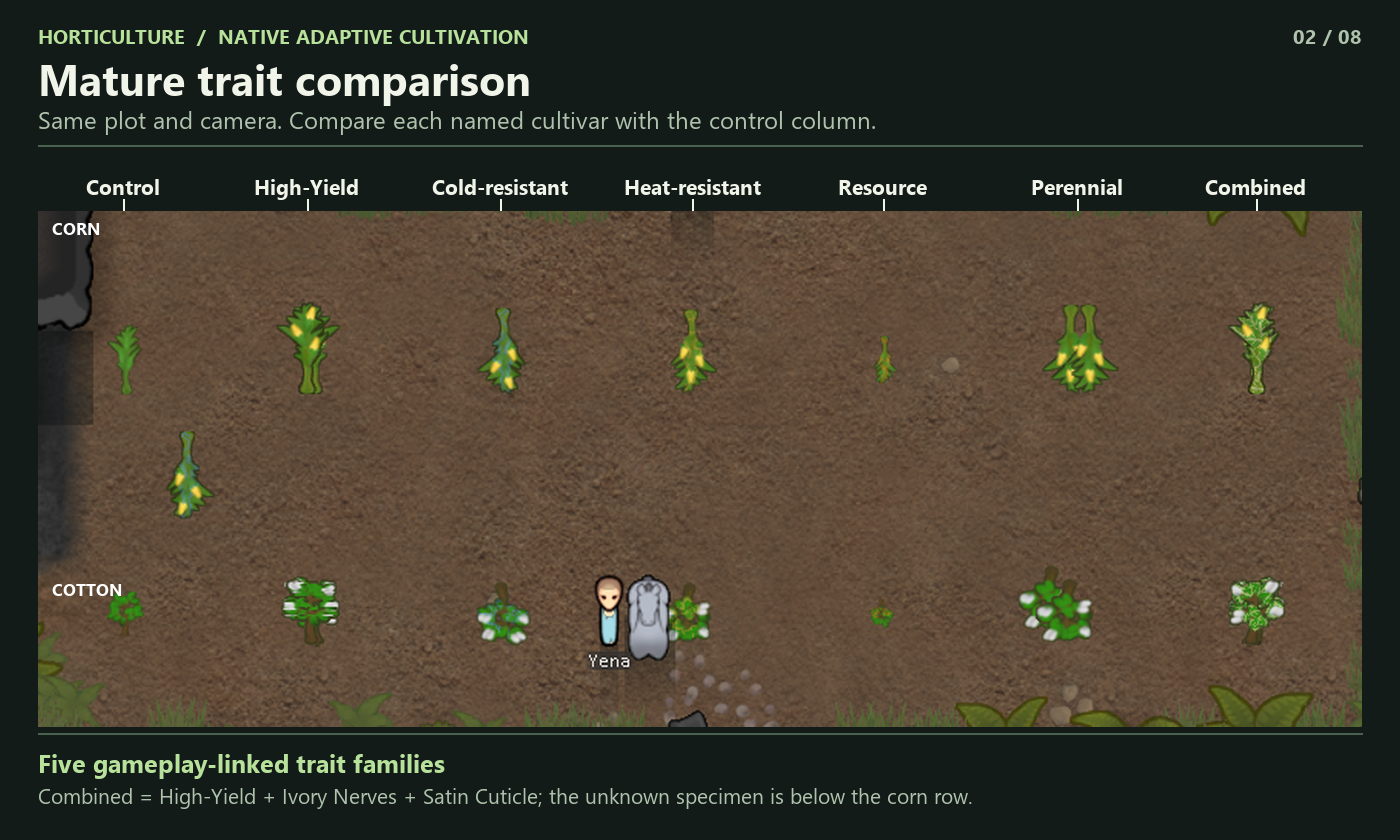 HORTICULTURE / NATIVE ADAPTIVE CULTIVATION
02 / 08
Mature trait comparison
Same plot and camera. Compare each named cultivar with the control column.
Control High-Yield Cold-resistant Heat-resistant Resource Perennial Combined
CORN
COTTON
Yena
Five gameplay-linked trait families
Combined = High-Yield + Ivory Nerves + Satin Cuticle; the unknown specimen is below the corn row.